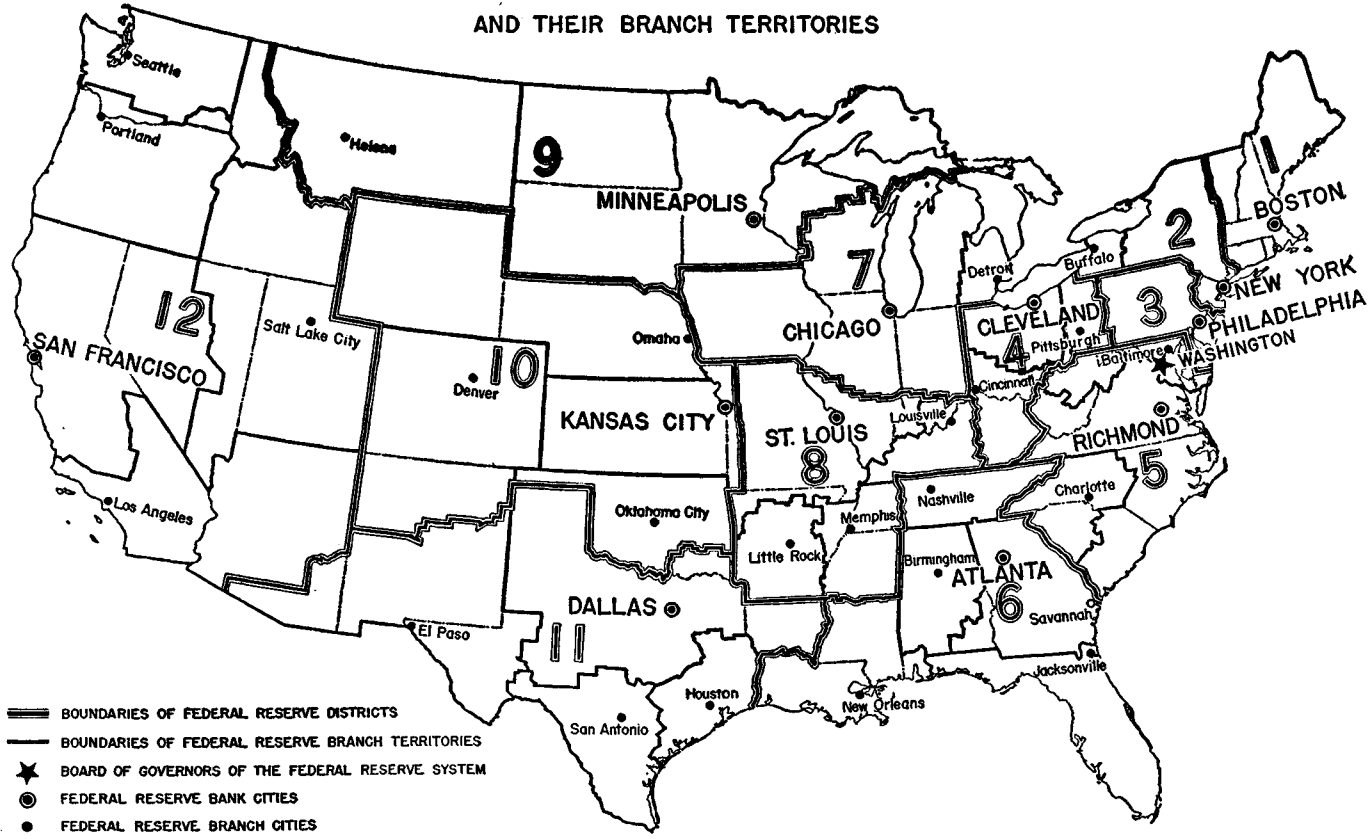 AND THEIR BRANCH TERRITORIES
Seattle
Portland
Helena
9
MINNEAPOLIS
1
BOSTON
2
Buffalo
Detroit
7
NEW YORK
3
PHILADELPHIA
CLEVELAND
4
Pittsburgh
Baltimore
WASHINGTON
Cincinnati
CHICAGO
12
Salt Lake City
SAN FRANCISCO
Omaha
10
Denver
KANSAS CITY
ST. LOUIS
8
Louisville
RICHMOND
5
Los Angeles
Oklahoma City
Nashville
Charlotte
Memphis
Little Rock
Birmingham
ATLANTA
6
Savannah
DALLAS
11
El Paso
Jacksonville
Houston
New Orleans
San Antonio
BOUNDARIES OF FEDERAL RESERVE DISTRICTS
BOUNDARIES OF FEDERAL RESERVE BRANCH TERRITORIES
BOARD OF GOVERNORS OF THE FEDERAL RESERVE SYSTEM
FEDERAL RESERVE BANK CITIES
FEDERAL RESERVE BRANCH CITIES